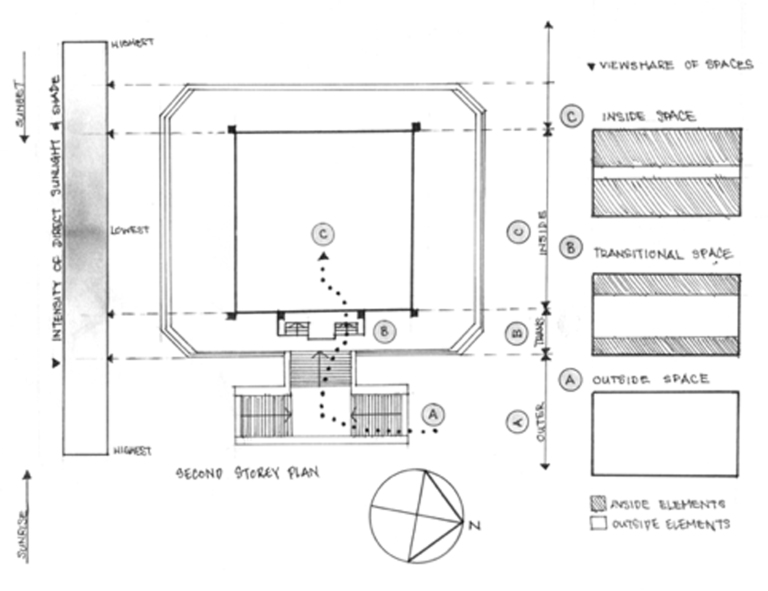 HIGHEST
SUNSET
INTENSITY OF DIRECT SUNLIGHT & SHADE
LOWEST
HIGHEST
SUNRISE
C
B
A
SECOND STOREY PLAN
N
C
INSIDE
B
TRANS
A
OUTER
VIEWSHARE OF SPACES
C INSIDE SPACE
B TRANSITIONAL SPACE
A OUTSIDE SPACE
INSIDE ELEMENTS
OUTSIDE ELEMENTS